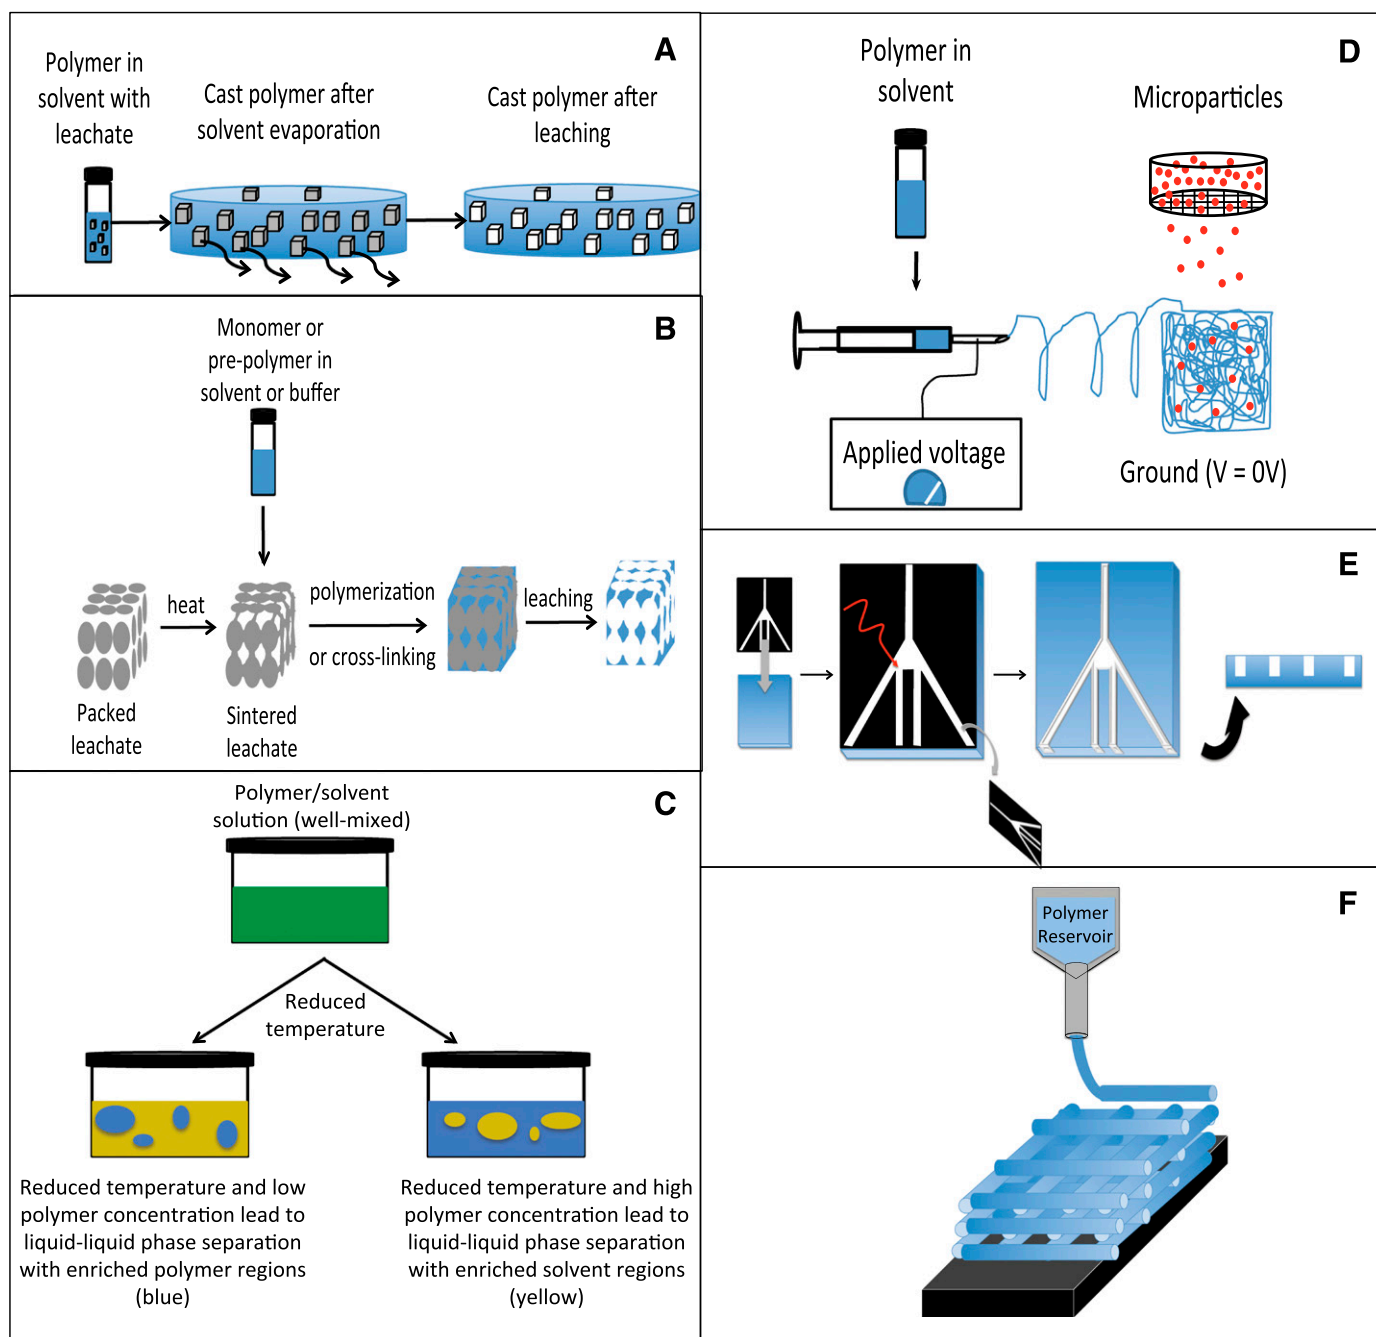 A
Polymer in
solvent with
leachate
Cast polymer after
solvent evaporation
Cast polymer after
leaching
B
Monomer or
pre-polymer in
solvent or buffer
heat
polymerization
or cross-linking
leaching
Packed
leachate
Sintered
leachate
C
Polymer/solvent
solution (well-mixed)
Reduced
temperature
Reduced temperature and low
polymer concentration lead to
liquid-liquid phase separation
with enriched polymer regions
(blue)
Reduced temperature and high
polymer concentration lead to
liquid-liquid phase separation
with enriched solvent regions
(yellow)
D
Polymer in
solvent
Microparticles
Applied voltage
Ground (V = 0V)
E
F
Polymer
Reservoir